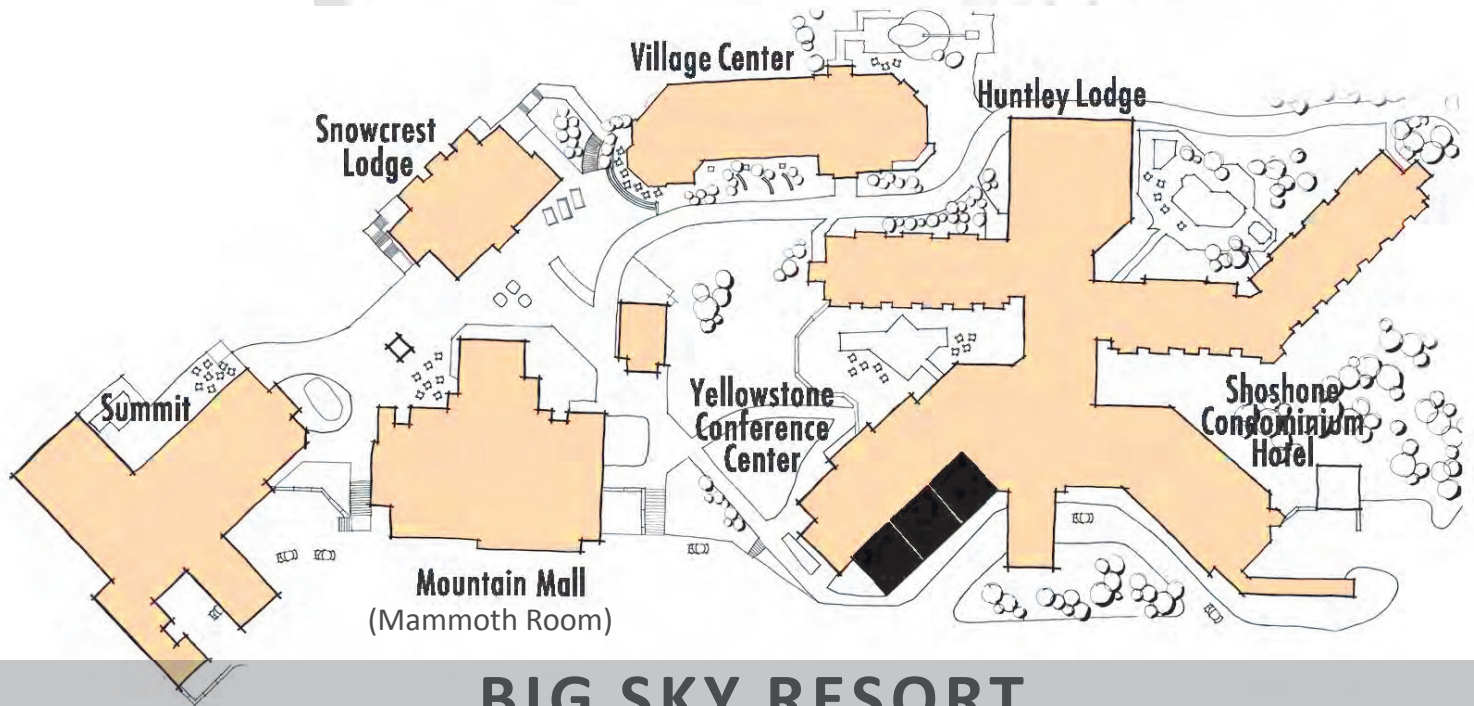 Village Center
Huntley Lodge
Snowcrest
Lodge
Summit
Yellowstone
Conference
Center
Shoshone
Condominium
Hotel
Mountain Mall
(Mammoth Room)
BIG SKY RESORT